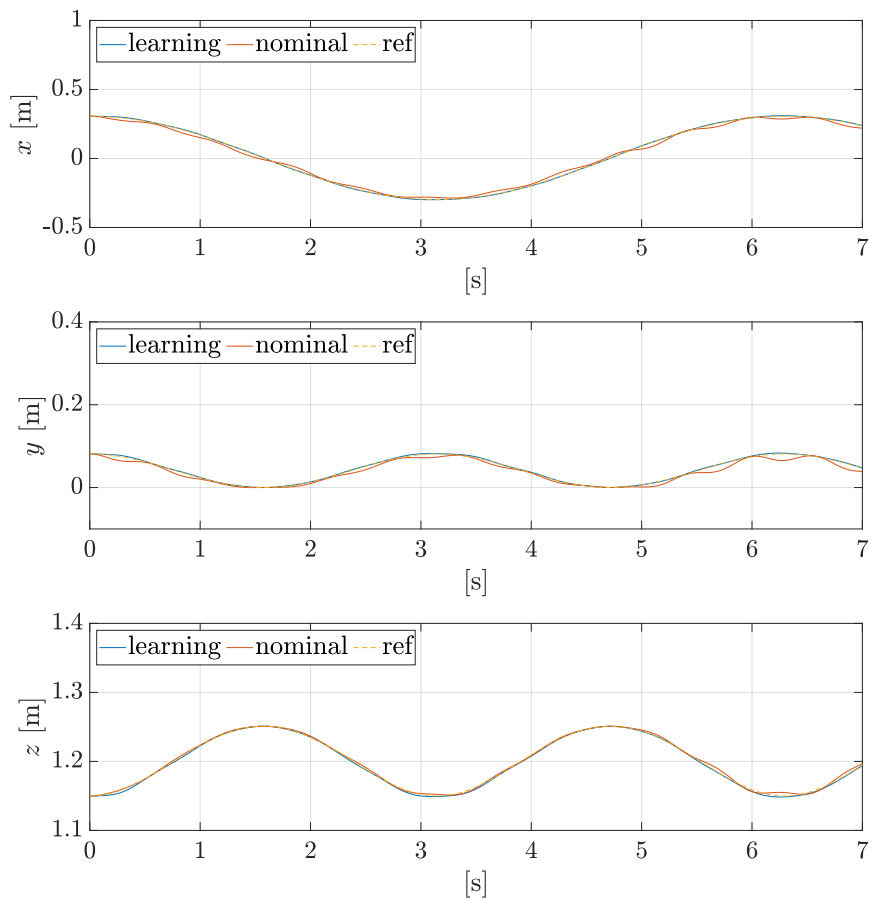 1
learning nominal ref
0.5
x [m]
0
-0.5
0 1 2 3 4 5 6 7
[s]
0.4
learning nominal ref
0.2
y [m]
0
0 1 2 3 4 5 6 7
[s]
1.4
learning nominal ref
1.3
z [m]
1.2
1.1
0 1 2 3 4 5 6 7
[s]